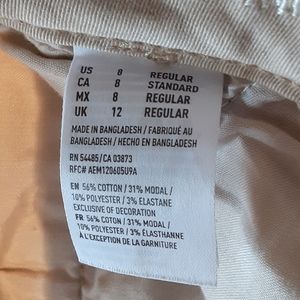 US 8 REGULAR
CA 8 STANDARD
MX 8 REGULAR
UK 12 REGULAR
MADE IN BANGLADESH / FABRIQUÉ AU
BANGLADESH / HECHO EN BANGLADESH
RN 54485/CA 03873
RFC# AEM120605U9A
EN 56% COTTON / 31% MODAL /
10% POLYESTER / 3% ELASTANE
EXCLUSIVE OF DECORATION
FR 56% COTON / 31% MODAL /
10% POLYESTER / 3% ÉLASTHANNE
À L'EXCEPTION DE LA GARNITURE